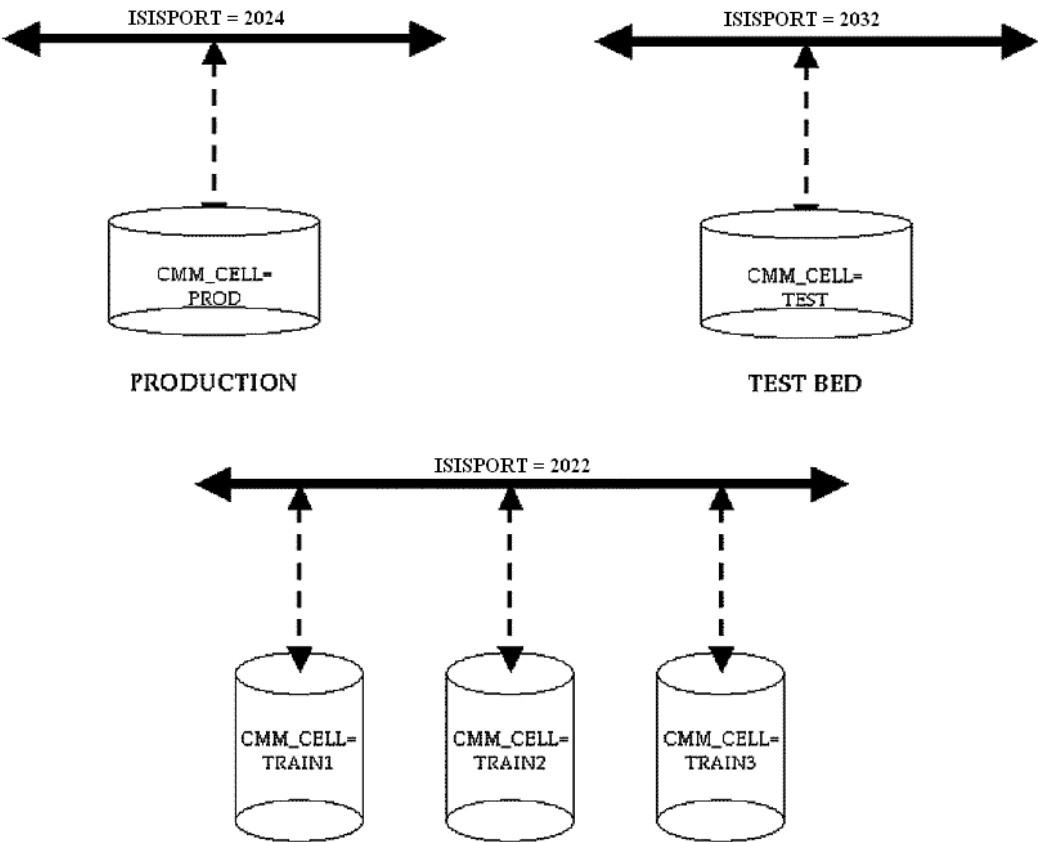 ISISPORT = 2024
ISISPORT = 2032
CMM_CELL=
PROD
CMM_CELL=
TEST
PRODUCTION
TEST BED
ISISPORT = 2022
CMM_CELL=
TRAIN1
CMM_CELL=
TRAIN2
CMM_CELL=
TRAIN3